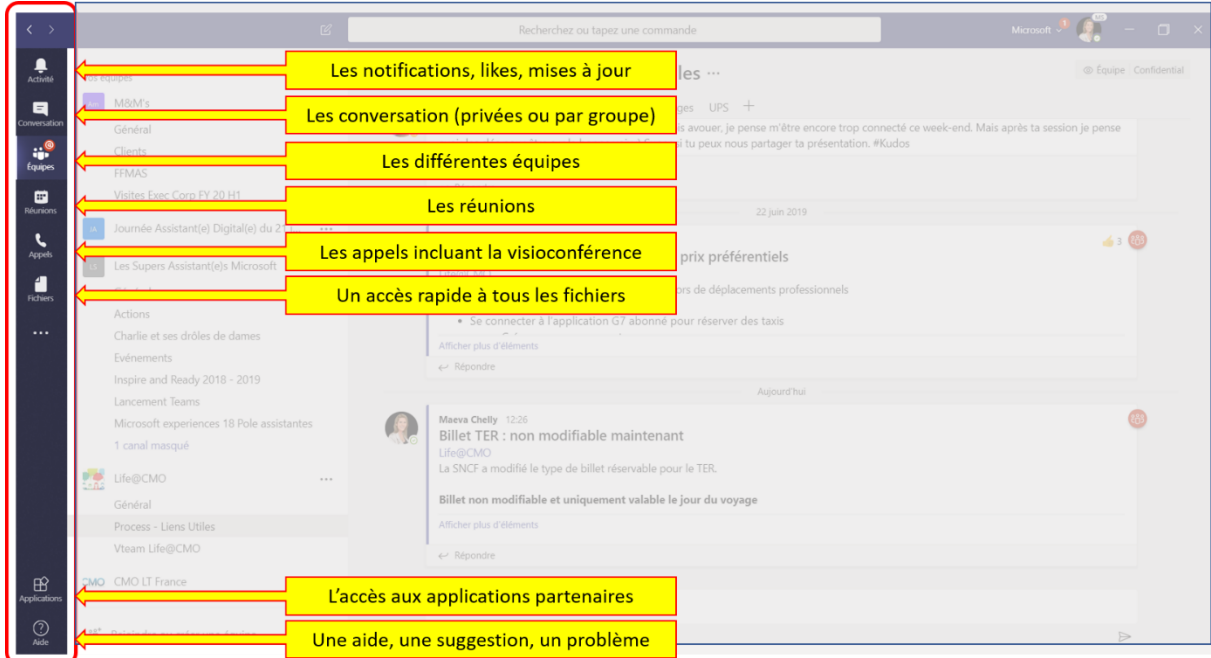 Recherchez ou tapez une commande
Microsoft
1
Activité
Conversation
Équipes
Réunions
Appels
Fichiers
Applications
Aide
Les notifications, likes, mises à jour
Les conversation (privées ou par groupe)
Les différentes équipes
Les réunions
Les appels incluant la visioconférence
Un accès rapide à tous les fichiers
L'accès aux applications partenaires
Une aide, une suggestion, un problème
M&M's
Général
Clients
FFMAS
Visites Exec Corp FY 20 H1
Journée Assistant(e) Digital(e) du 21
LS
Les Supers Assistant(e)s Microsoft
Actions
Charlie et ses drôles de dames
Evénements
Inspire and Ready 2018 - 2019
Lancement Teams
Microsoft experiences 18 Pole assistantes
1 canal masqué
Life@CMO
Général
Process - Liens Utiles
Vteam Life@CMO
CMO CMO LT France
les ...
Équipe Confidential
UPS +
avouer, je pense m'être encore trop connecté ce week-end. Mais après ta session je pense
si tu peux nous partager ta présentation. #Kudos
22 juin 2019
3
prix préférentiels
de déplacements professionnels
• Se connecter à l'application G7 abonné pour réserver des taxis
Afficher plus d'éléments
Répondre
Aujourd'hui
Maeva Chelly 12:26
Billet TER : non modifiable maintenant
Life@CMO
La SNCF a modifié le type de billet réservable pour le TER.
Billet non modifiable et uniquement valable le jour du voyage
Afficher plus d'éléments
Répondre